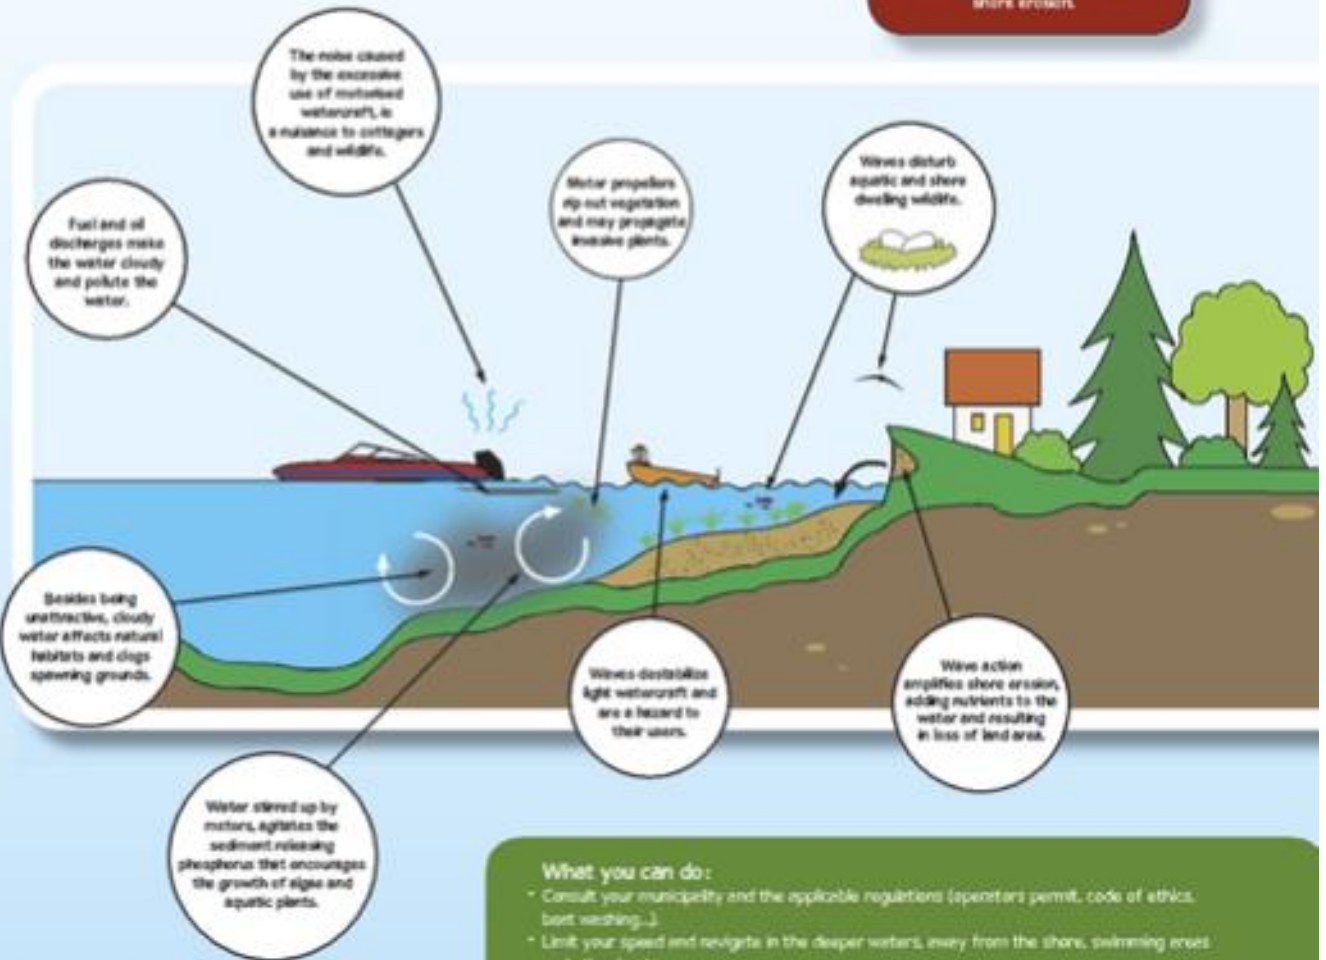 shore erosion.
The noise caused
by the excessive
use of motorised
watercraft, is
a nuisance to cottagers
and wildlife.
Motor propellers
rip out vegetation
and may propagate
invasive plants.
Waves disturb
aquatic and shore
dwelling wildlife.
Fuel and oil
discharges make
the water cloudy
and pollute the
water.
Besides being
unattractive, cloudy
water affects natural
habitats and clogs
spawning grounds.
Waves destabilize
light watercraft and
are a hazard to
their users.
Wave action
amplifies shore erosion,
adding nutrients to the
water and resulting
in loss of land area.
Water stirred up by
motors, agitates the
sediment releasing
phosphorus that encourages
the growth of algae and
aquatic plants.
What you can do:
- Consult your municipality and the applicable regulations (operators permit, code of ethics,
boat washing...).
- Limit your speed and navigate in the deeper waters, away from the shore, swimming areas